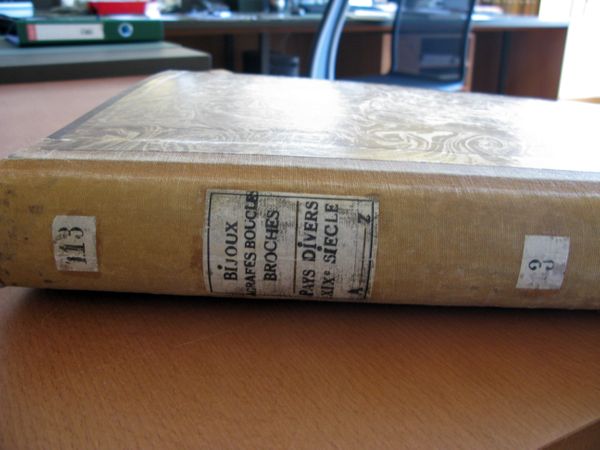 113
BIJOUX
AGRAFES BOUCLES
BROCHES
PAYS DIVERS
XIXe SIÈCLE
A — Z
3